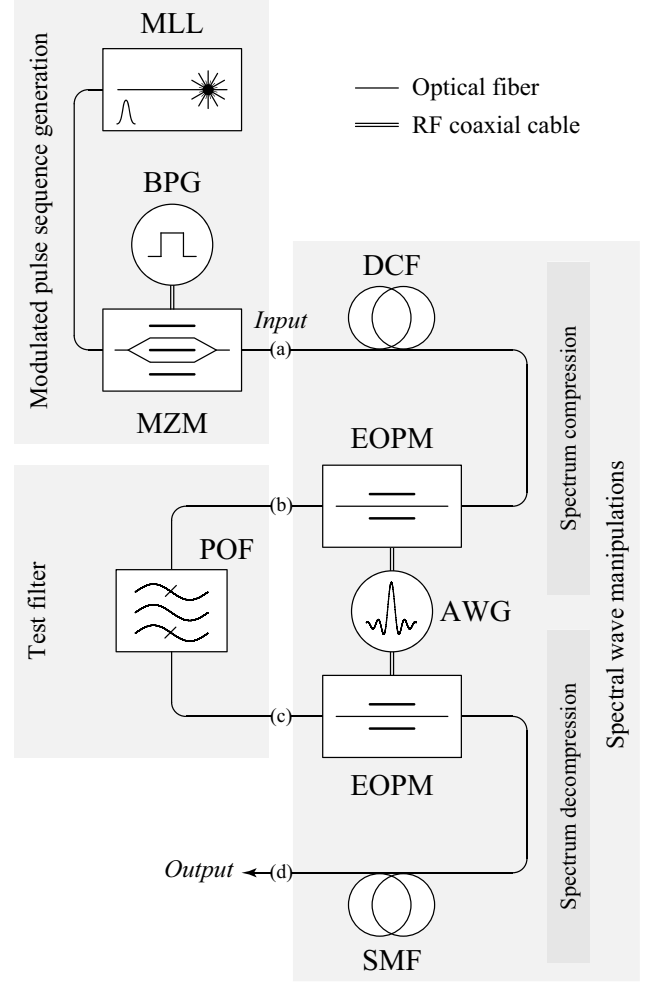 MLL
Modulated pulse sequence generation
Optical fiber
RF coaxial cable
BPG
Input
(a)
MZM
DCF
EOPM
Spectrum compression
(b)
POF
Test filter
AWG
Spectral wave manipulations
(c)
EOPM
Spectrum decompression
Output
(d)
SMF